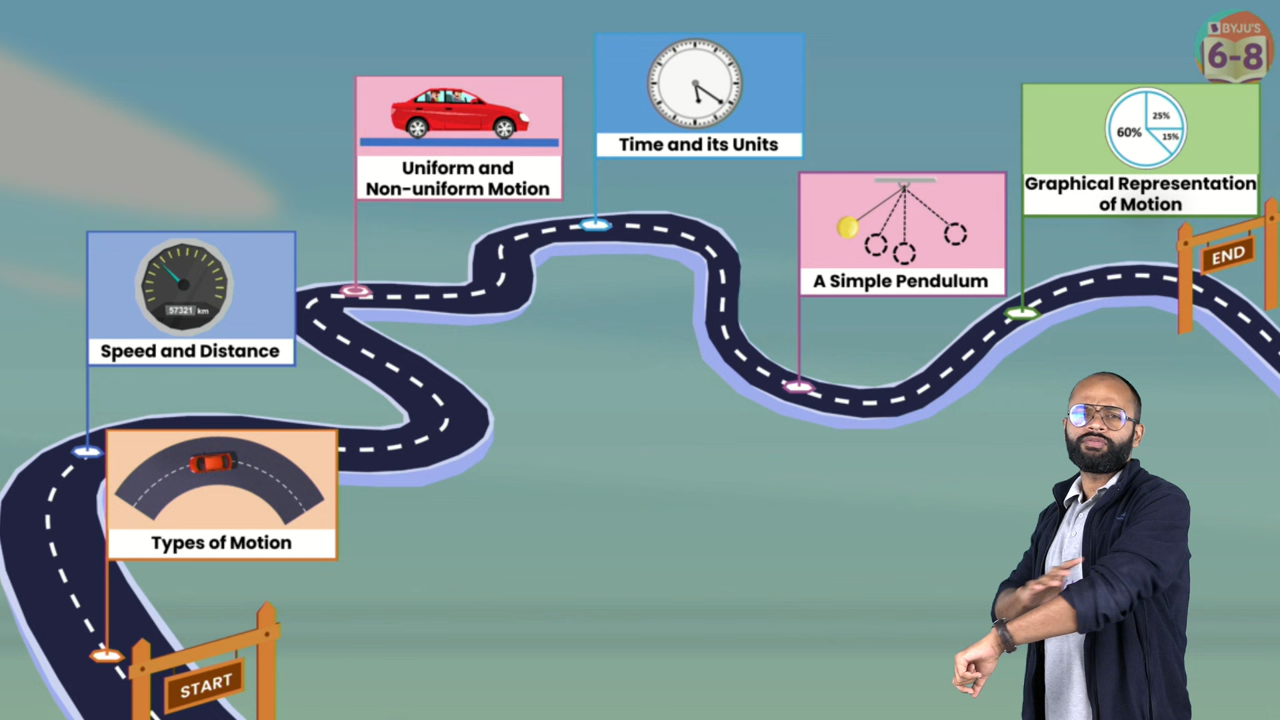 BYJU'S
6-8
Time and its Units
Uniform and
Non-uniform Motion
60%
25%
15%
Graphical Representation
of Motion
END
A Simple Pendulum
57321 km
Speed and Distance
Types of Motion
START